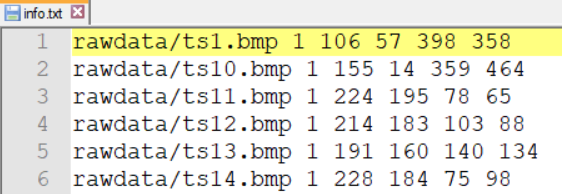 info.txt
1 rawdata/ts1.bmp 1 106 57 398 358
2 rawdata/ts10.bmp 1 155 14 359 464
3 rawdata/ts11.bmp 1 224 195 78 65
4 rawdata/ts12.bmp 1 214 183 103 88
5 rawdata/ts13.bmp 1 191 160 140 134
6 rawdata/ts14.bmp 1 228 184 75 98